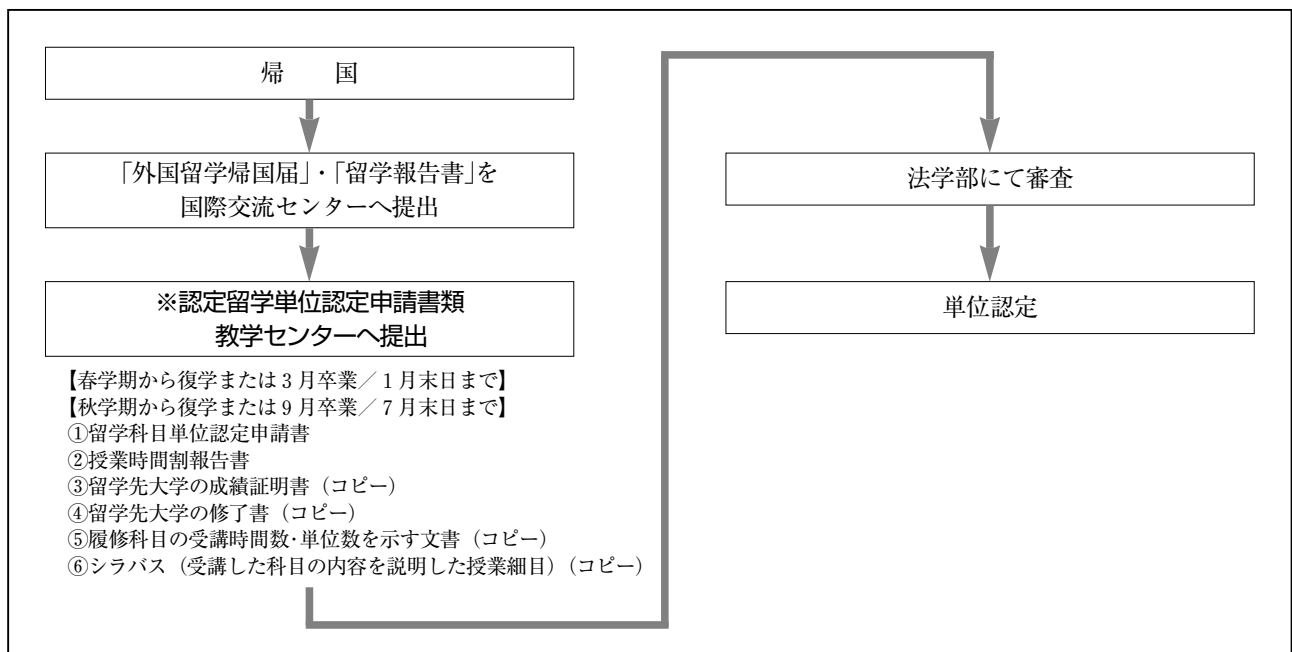 帰　　国
「外国留学帰国届」・「留学報告書」を
国際交流センターへ提出
※認定留学単位認定申請書類
教学センターへ提出
【春学期から復学または3月卒業／1月末日まで】
【秋学期から復学または9月卒業／7月末日まで】
①留学科目単位認定申請書
②授業時間割報告書
③留学先大学の成績証明書（コピー）
④留学先大学の修了書（コピー）
⑤履修科目の受講時間数・単位数を示す文書（コピー）
⑥シラバス（受講した科目の内容を説明した授業細目）（コピー）
法学部にて審査
単位認定